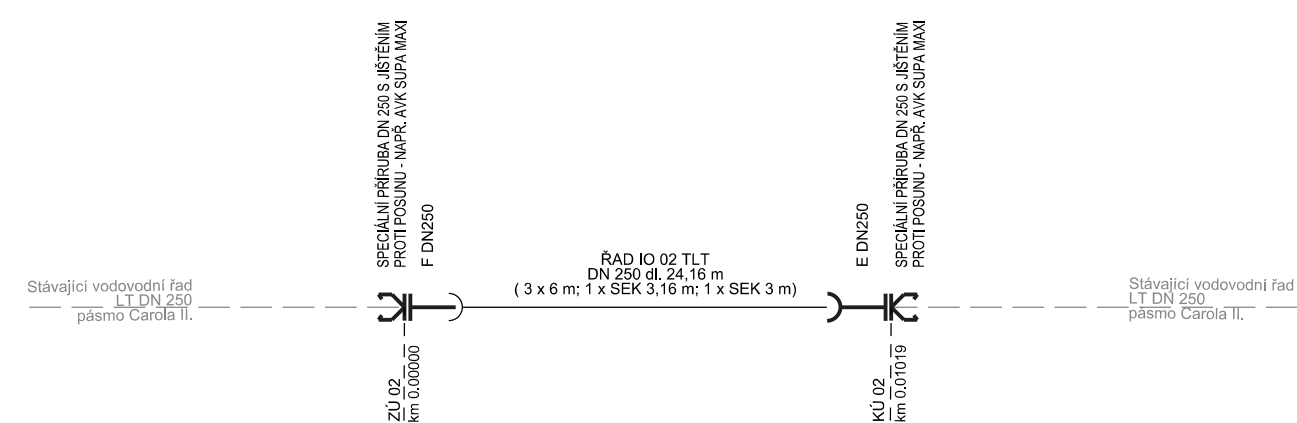 SPECIÁLNÍ PŘÍRUBA DN 250 S JIŠTĚNÍM
PROTI POSUNU - NAPŘ. AVK SUPA MAXI
F DN250
E DN250
SPECIÁLNÍ PŘÍRUBA DN 250 S JIŠTĚNÍM
PROTI POSUNU - NAPŘ. AVK SUPA MAXI
Stávající vodovodní řad
LT DN 250
pásmo Carola II.
ŘAD IO 02 TLT
DN 250 dl. 24,16 m
( 3 x 6 m; 1 x SEK 3,16 m; 1 x SEK 3 m)
Stávající vodovodní řad
LT DN 250
pásmo Carola II.
ZÚ 02
km 0.00000
KÚ 02
km 0.01019